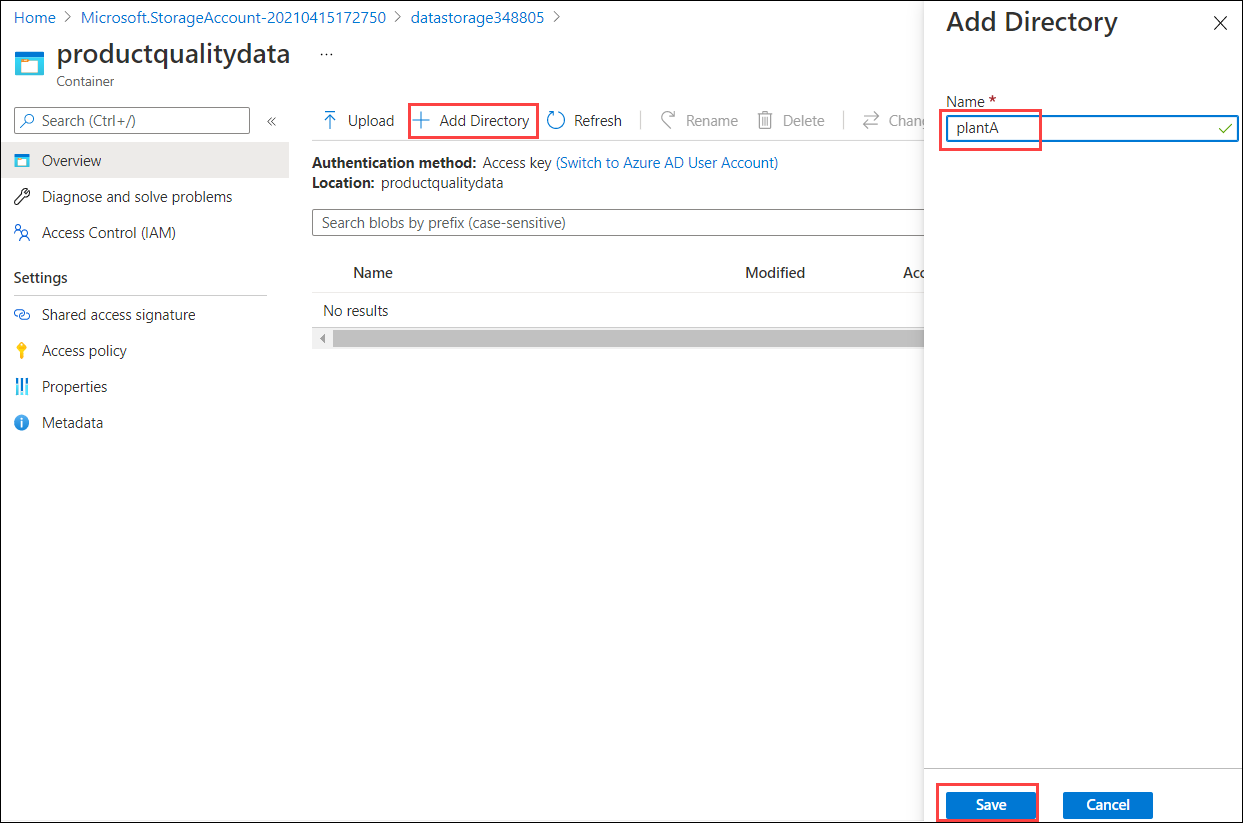 Home > Microsoft.StorageAccount-20210415172750 > datastorage348805 >
productqualitydata ...
Container
Search (Ctrl+/)
«
Overview
Diagnose and solve problems
Access Control (IAM)
Settings
Shared access signature
Access policy
Properties
Metadata
Upload Add Directory Refresh Rename Delete Chang
Authentication method: Access key (Switch to Azure AD User Account)
Location: productqualitydata
Search blobs by prefix (case-sensitive)
Name Modified Acc
No results
Add Directory
Name *
plantA
Save Cancel